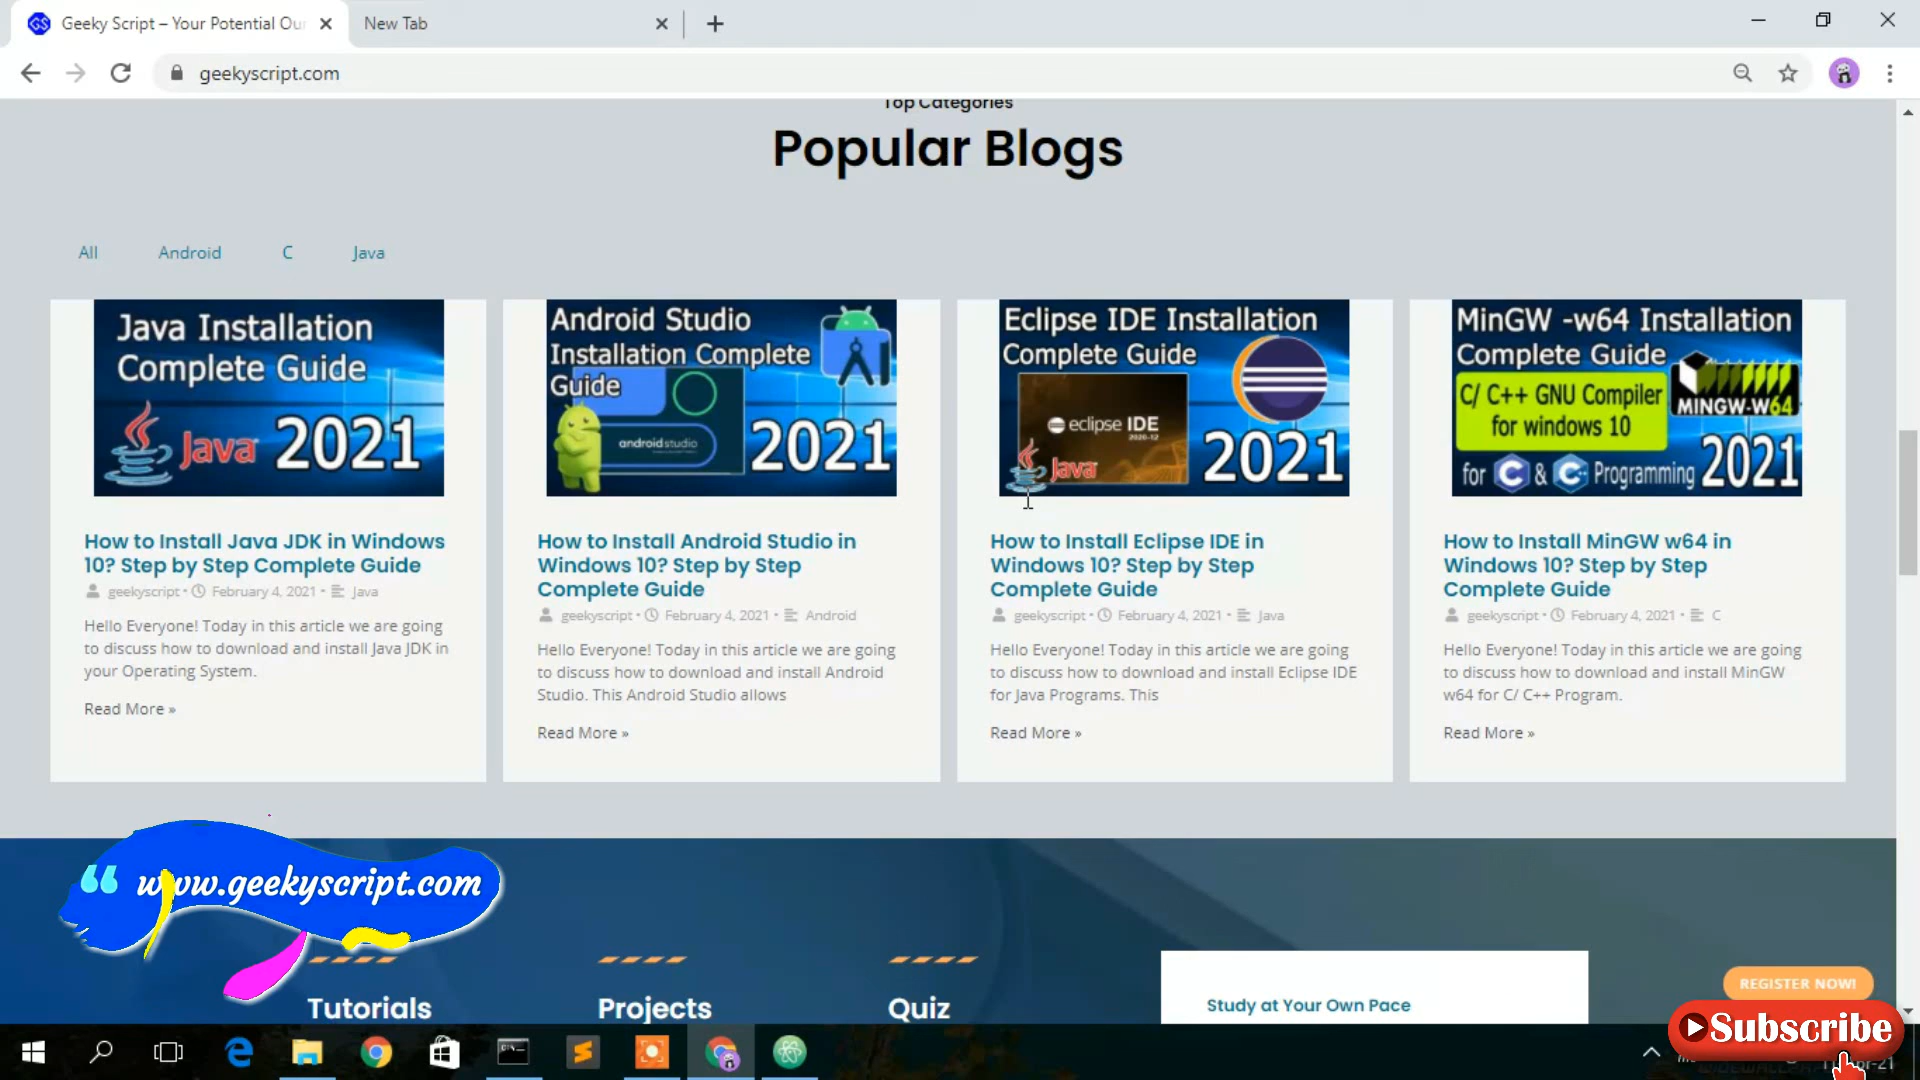 Geeky Script – Your Potential Our
New Tab
geekyscript.com
Top Categories
Popular Blogs
All
Android
C
Java
Java Installation
Complete Guide
Java 2021
Android Studio
Installation Complete
Guide
androidstudio
2021
Eclipse IDE Installation
Complete Guide
eclipse IDE
2020-12
Java
2021
MinGW -w64 Installation
Complete Guide
C/ C++ GNU Compiler
for windows 10
MINGW-W64
for C & C++ Programming 2021
How to Install Java JDK in Windows
10? Step by Step Complete Guide
geekyscript • February 4, 2021 • Java
Hello Everyone! Today in this article we are going
to discuss how to download and install Java JDK in
your Operating System.
Read More »
How to Install Android Studio in
Windows 10? Step by Step
Complete Guide
geekyscript • February 4, 2021 • Android
Hello Everyone! Today in this article we are going
to discuss how to download and install Android
Studio. This Android Studio allows
Read More »
How to Install Eclipse IDE in
Windows 10? Step by Step
Complete Guide
geekyscript • February 4, 2021 • Java
Hello Everyone! Today in this article we are going
to discuss how to download and install Eclipse IDE
for Java Programs. This
Read More »
How to Install MinGW w64 in
Windows 10? Step by Step
Complete Guide
geekyscript • February 4, 2021 • C
Hello Everyone! Today in this article we are going
to discuss how to download and install MinGW
w64 for C/ C++ Program.
Read More »
“ www.geekyscript.com
Tutorials
Projects
Quiz
Study at Your Own Pace
REGISTER NOW!
Subscribe